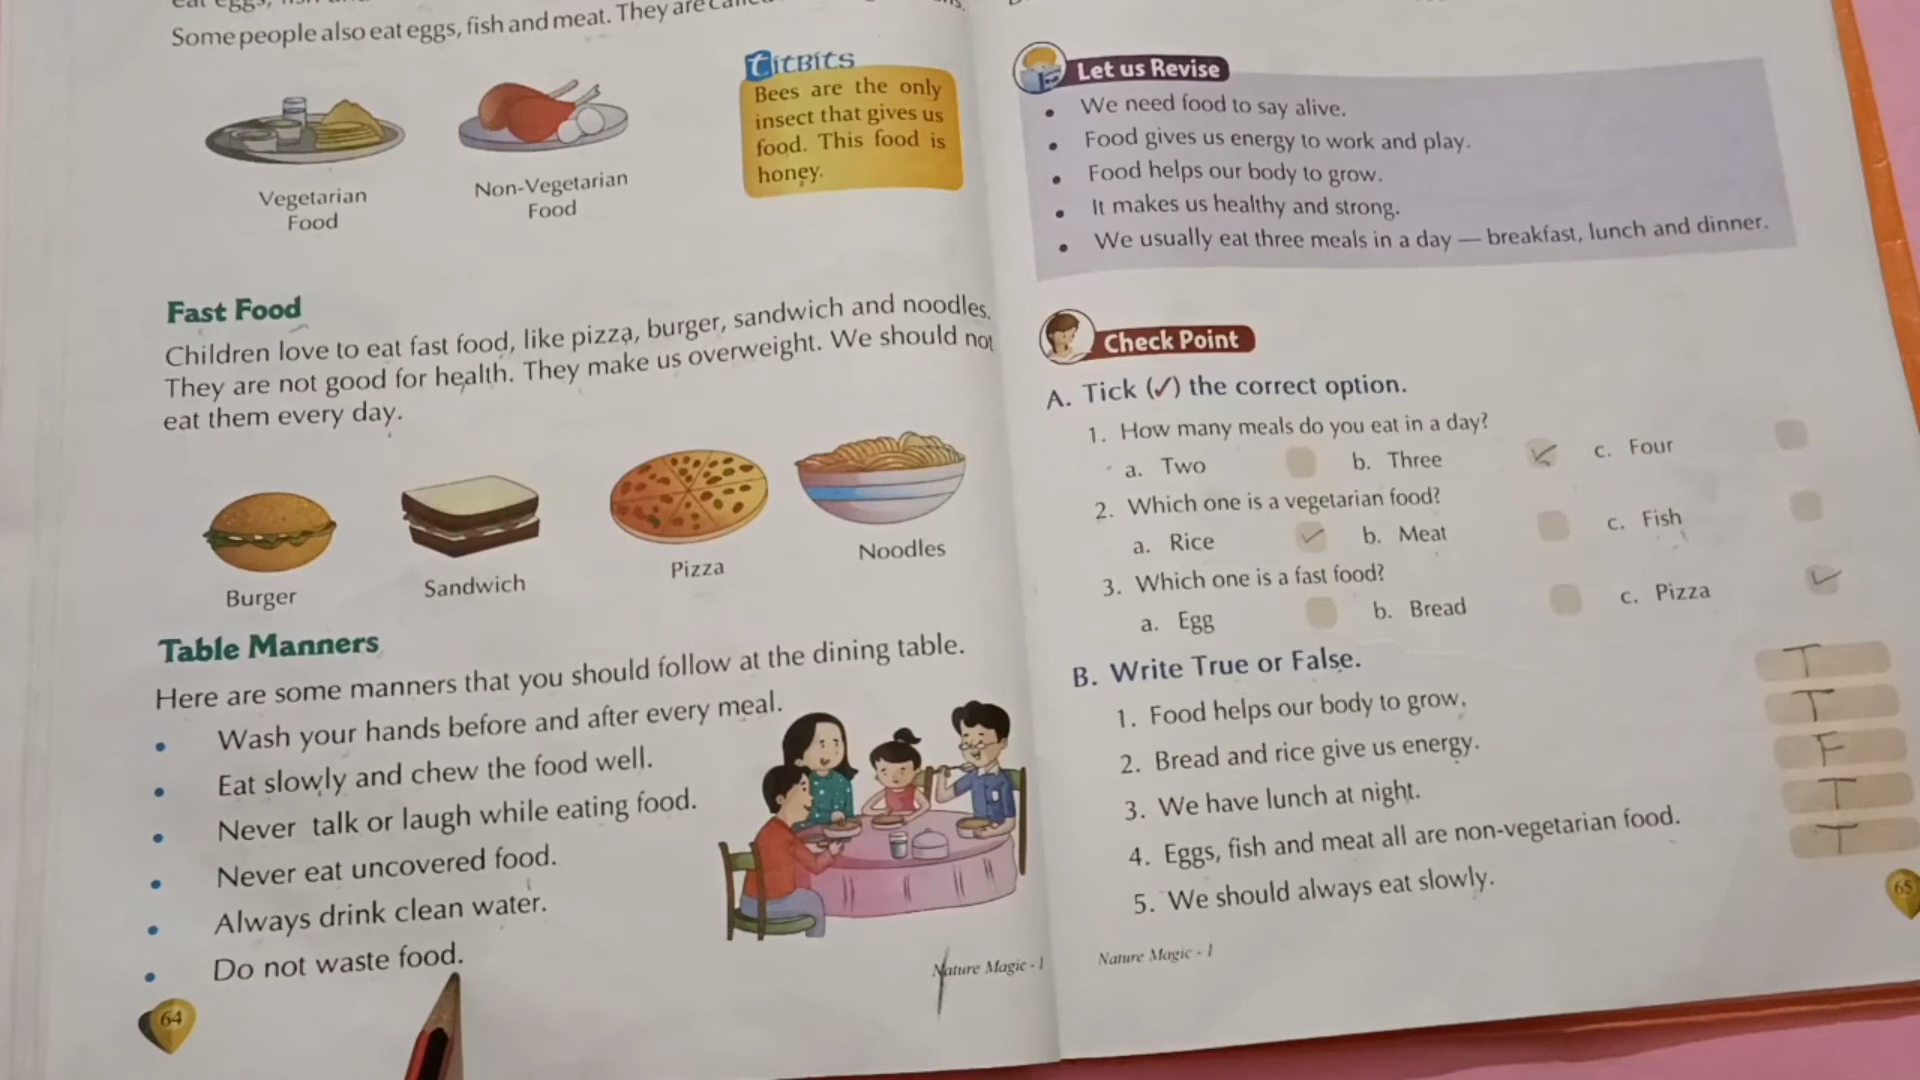 Some people also eat eggs, fish and meat. They are
Vegetarian
Food
Non-Vegetarian
Food
titBits
Bees are the only
insect that gives us
food. This food is
honey.
Fast Food
Children love to eat fast food, like pizza, burger, sandwich and noodles.
They are not good for health. They make us overweight. We should not
eat them every day.
Burger
Sandwich
Pizza
Noodles
Table Manners
Here are some manners that you should follow at the dining table.
• Wash your hands before and after every meal.
• Eat slowly and chew the food well.
• Never talk or laugh while eating food.
• Never eat uncovered food.
• Always drink clean water.
• Do not waste food.
64
Nature Magic - 1
Let us Revise
• We need food to say alive.
• Food gives us energy to work and play.
• Food helps our body to grow.
• It makes us healthy and strong.
• We usually eat three meals in a day — breakfast, lunch and dinner.
Check Point
A. Tick (✓) the correct option.
1. How many meals do you eat in a day?
a. Two b. Three ✓ c. Four
2. Which one is a vegetarian food?
a. Rice ✓ b. Meat c. Fish
3. Which one is a fast food?
a. Egg b. Bread c. Pizza ✓
B. Write True or False.
1. Food helps our body to grow. T
2. Bread and rice give us energy. T
3. We have lunch at night. F
4. Eggs, fish and meat all are non-vegetarian food. T
5. We should always eat slowly. T
Nature Magic - 1
65